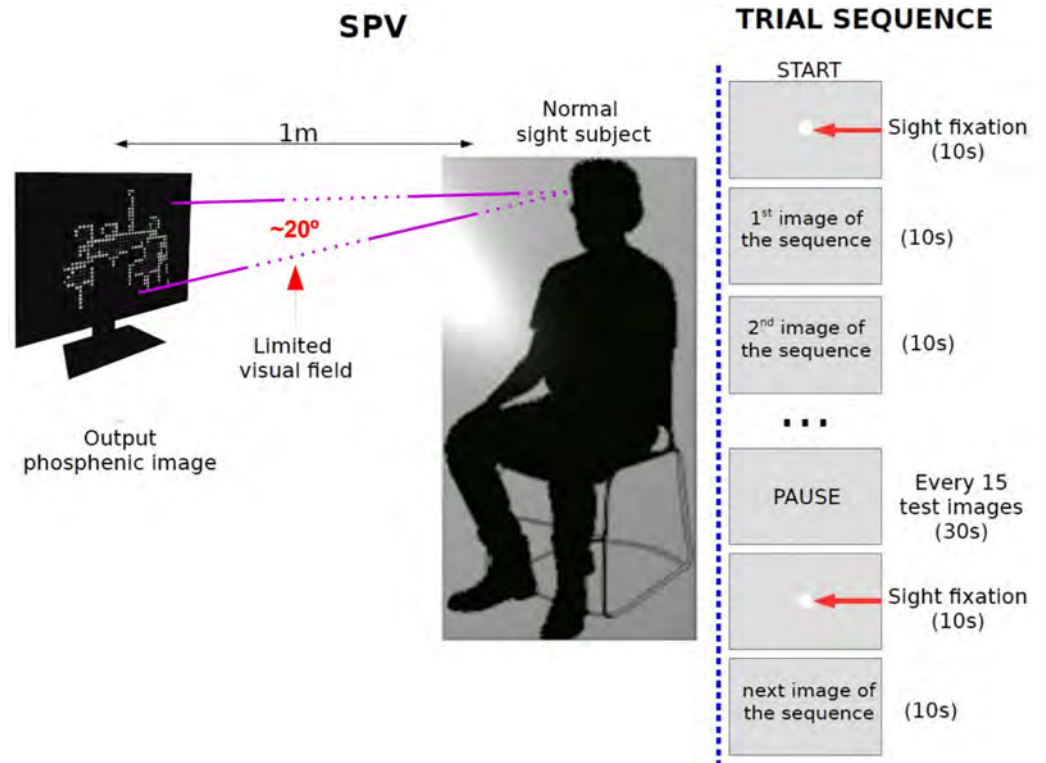 SPV
1m
Normal
sight subject
~20º
Limited
visual field
Output
phosphenic image
TRIAL SEQUENCE
START
Sight fixation
(10s)
1st image of
the sequence
(10s)
2nd image of
the sequence
(10s)
...
PAUSE
Every 15
test images
(30s)
Sight fixation
(10s)
next image of
the sequence
(10s)